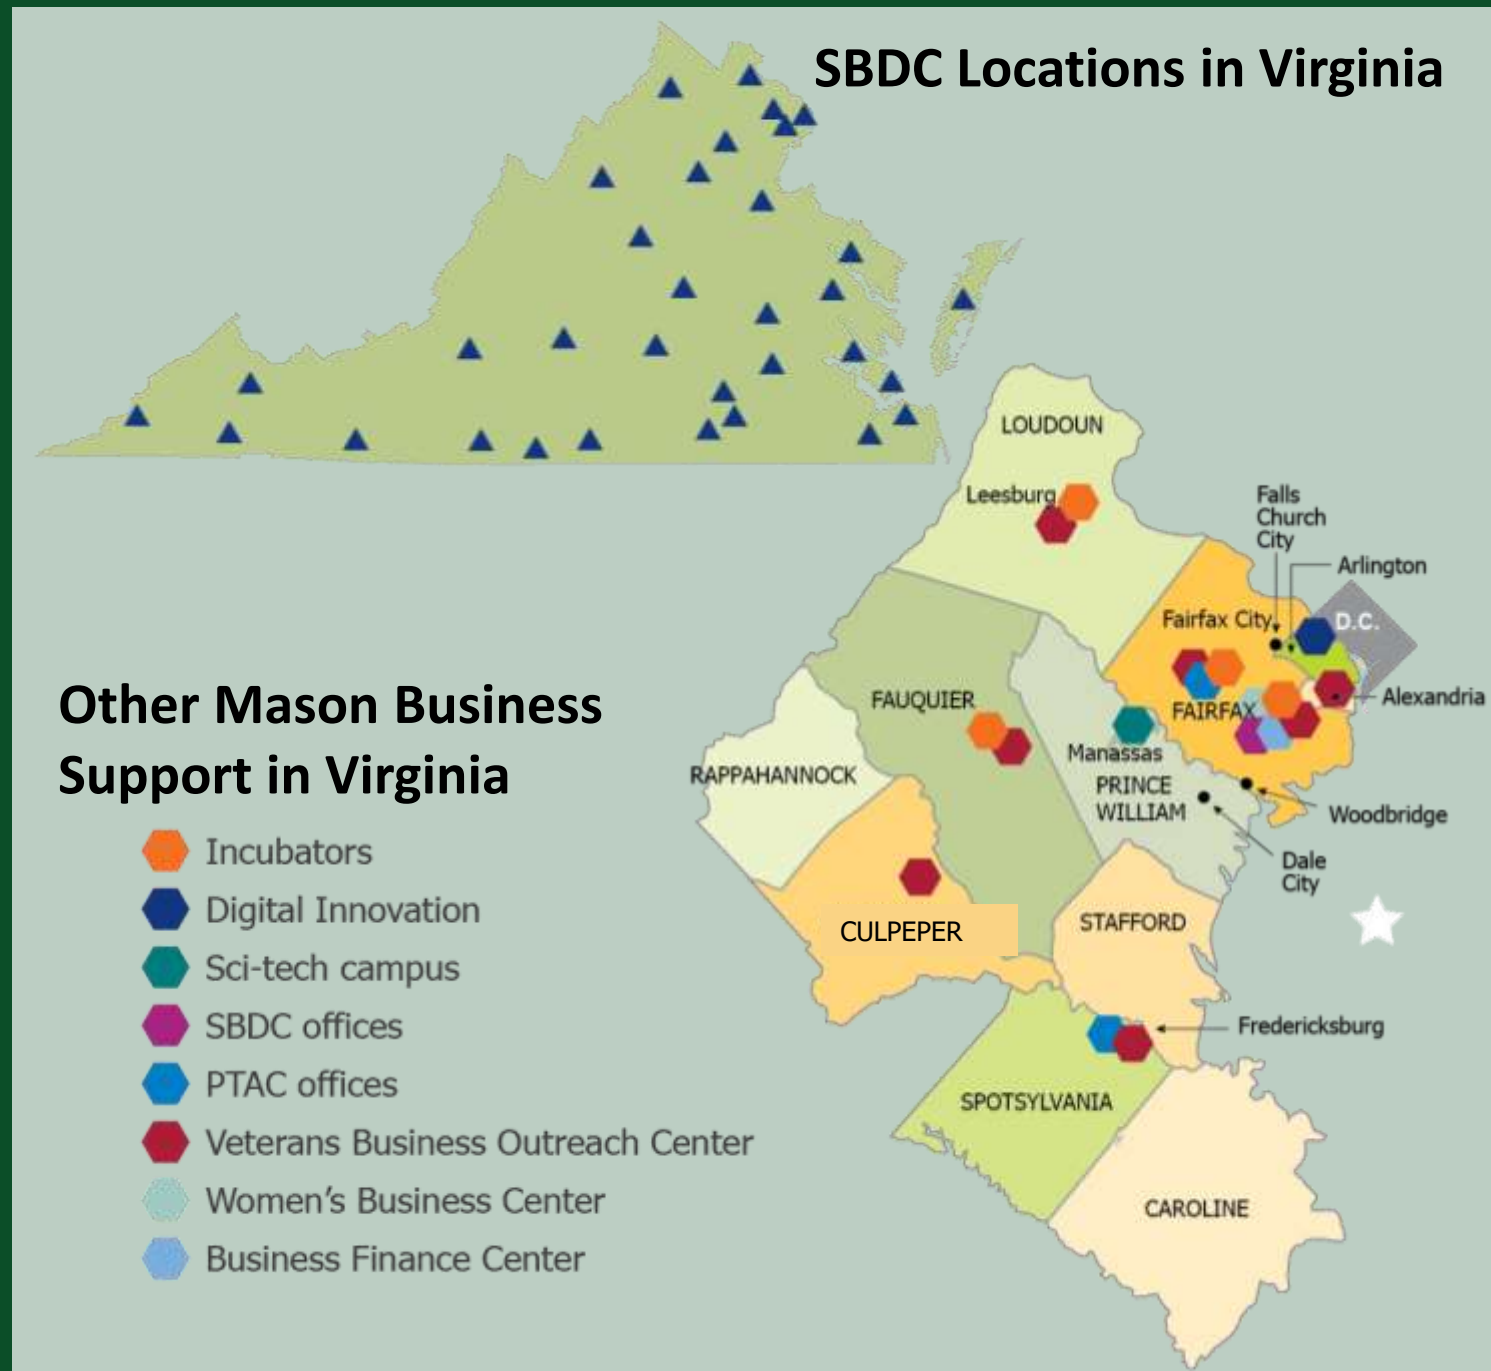 SBDC Locations in Virginia
LOUDOUN
Leesburg
Falls
Church
City
Arlington
Fairfax City
D.C.
Other Mason Business
Support in Virginia
FAUQUIER
FAIRFAX
Alexandria
Manassas
RAPPAHANNOCK
PRINCE
WILLIAM
Woodbridge
Dale
City
Incubators
Digital Innovation
CULPEPER
STAFFORD
Sci-tech campus
SBDC offices
Fredericksburg
PTAC offices
SPOTSYLVANIA
Veterans Business Outreach Center
Women's Business Center
CAROLINE
Business Finance Center